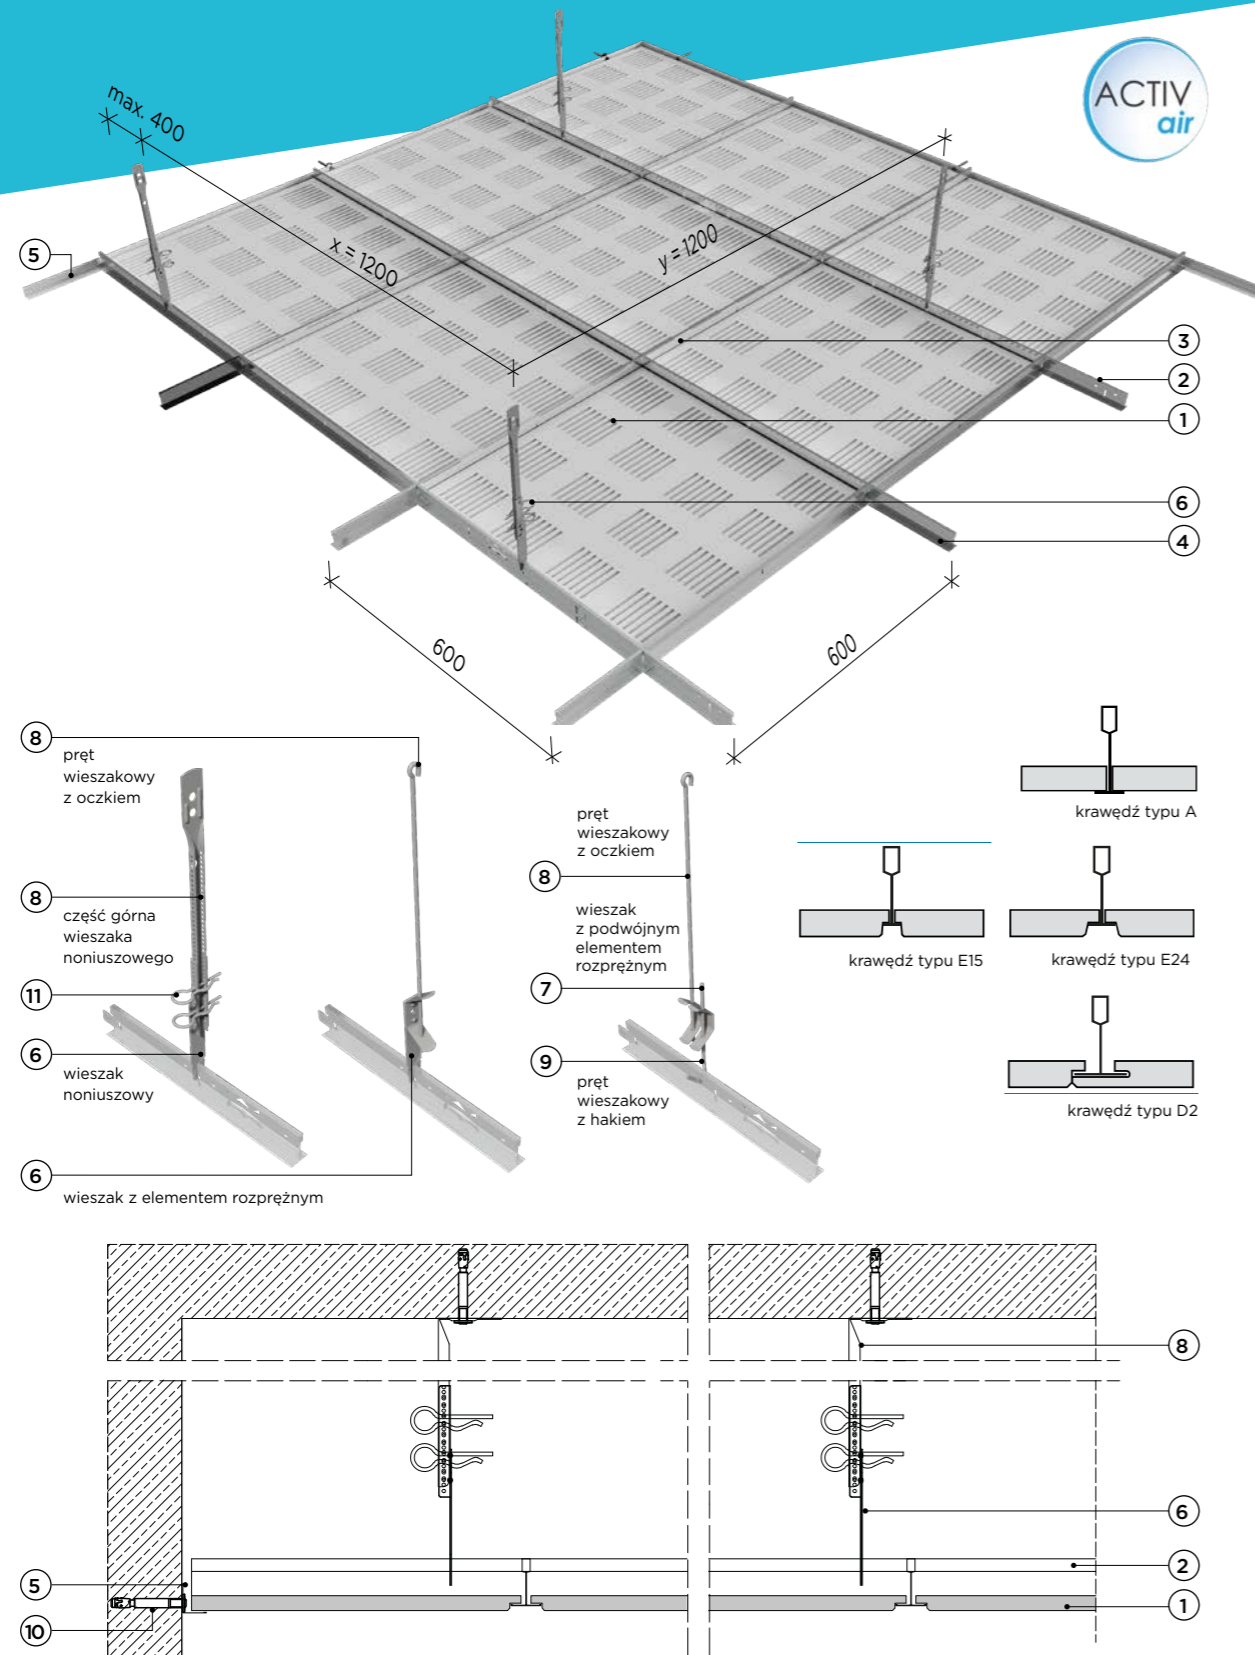 ACTIV
air
max. 400
x = 1200
y = 1200
5
3
2
1
6
4
600
600
8
pręt
wieszakowy
z oczkiem
8
część górna
wieszaka
noniuszowego
11
6
wieszak
noniuszowy
6
wieszak z elementem rozprężnym
pręt
wieszakowy
z oczkiem
8
wieszak
z podwójnym
elementem
rozprężnym
7
9
pręt
wieszakowy
z hakiem
krawędź typu A
krawędź typu E15
krawędź typu E24
krawędź typu D2
8
6
2
5
1
10